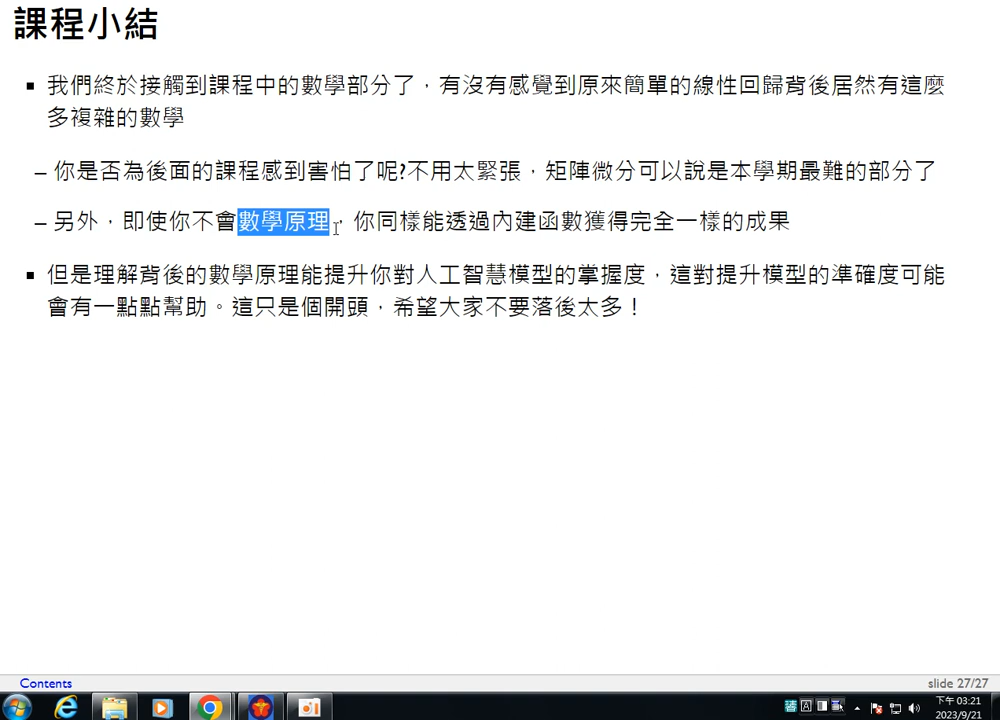 課程小結
▪ 我們終於接觸到課程中的數學部分了，有沒有感覺到原來簡單的線性回歸背後居然有這麼
多複雜的數學
– 你是否為後面的課程感到害怕了呢?不用太緊張，矩陣微分可以說是本學期最難的部分了
– 另外，即使你不會數學原理，你同樣能透過內建函數獲得完全一樣的成果
▪ 但是理解背後的數學原理能提升你對人工智慧模型的掌握度，這對提升模型的準確度可能
會有一點點幫助。這只是個開頭，希望大家不要落後太多！
Contents
slide 27/27
下午 03:21
2023/9/21